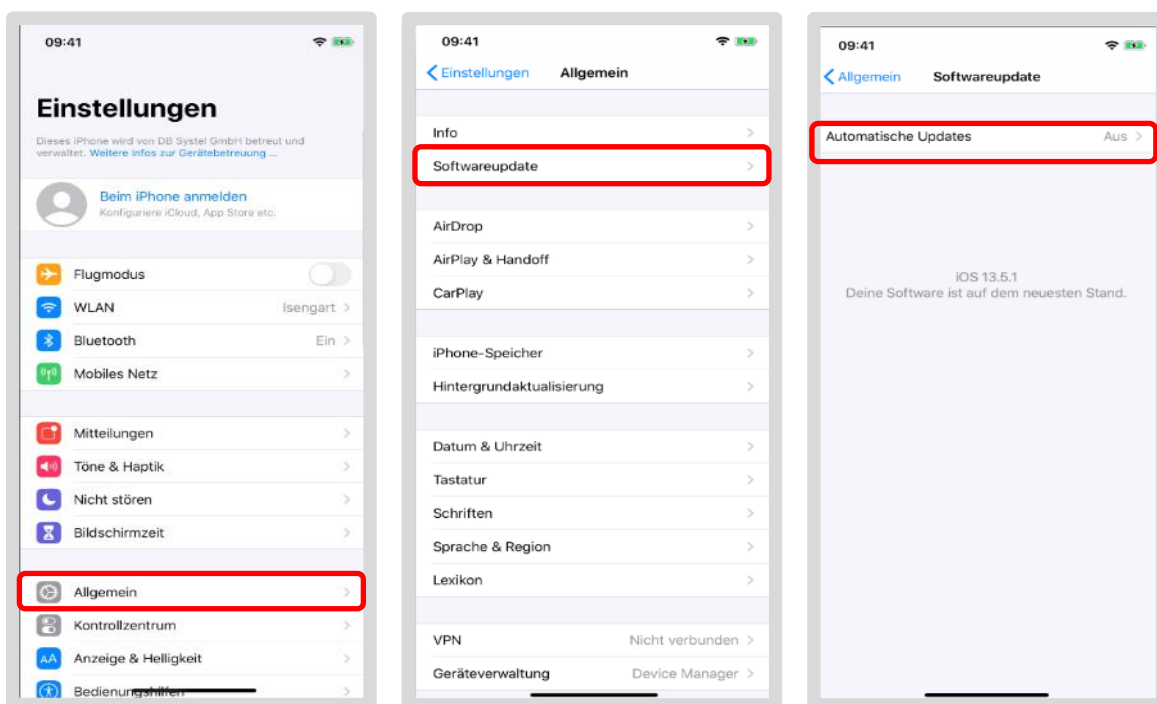 09:41
Einstellungen
Dieses iPhone wird von DB Systel GmbH betreut und
verwaltet. Weitere Infos zur Gerätebetreuung ...
Beim iPhone anmelden
Konfiguriere iCloud, App Store etc.
Flugmodus
WLAN Isengart
Bluetooth Ein
Mobiles Netz
Mitteilungen
Töne & Haptik
Nicht stören
Bildschirmzeit
Allgemein
Kontrollzentrum
AA Anzeige & Helligkeit
Bedienungshilfen
09:41
Einstellungen Allgemein
Info
Softwareupdate
AirDrop
AirPlay & Handoff
CarPlay
iPhone-Speicher
Hintergrundaktualisierung
Datum & Uhrzeit
Tastatur
Schriften
Sprache & Region
Lexikon
VPN Nicht verbunden
Geräteverwaltung Device Manager
09:41
Allgemein Softwareupdate
Automatische Updates Aus
iOS 13.5.1
Deine Software ist auf dem neuesten Stand.